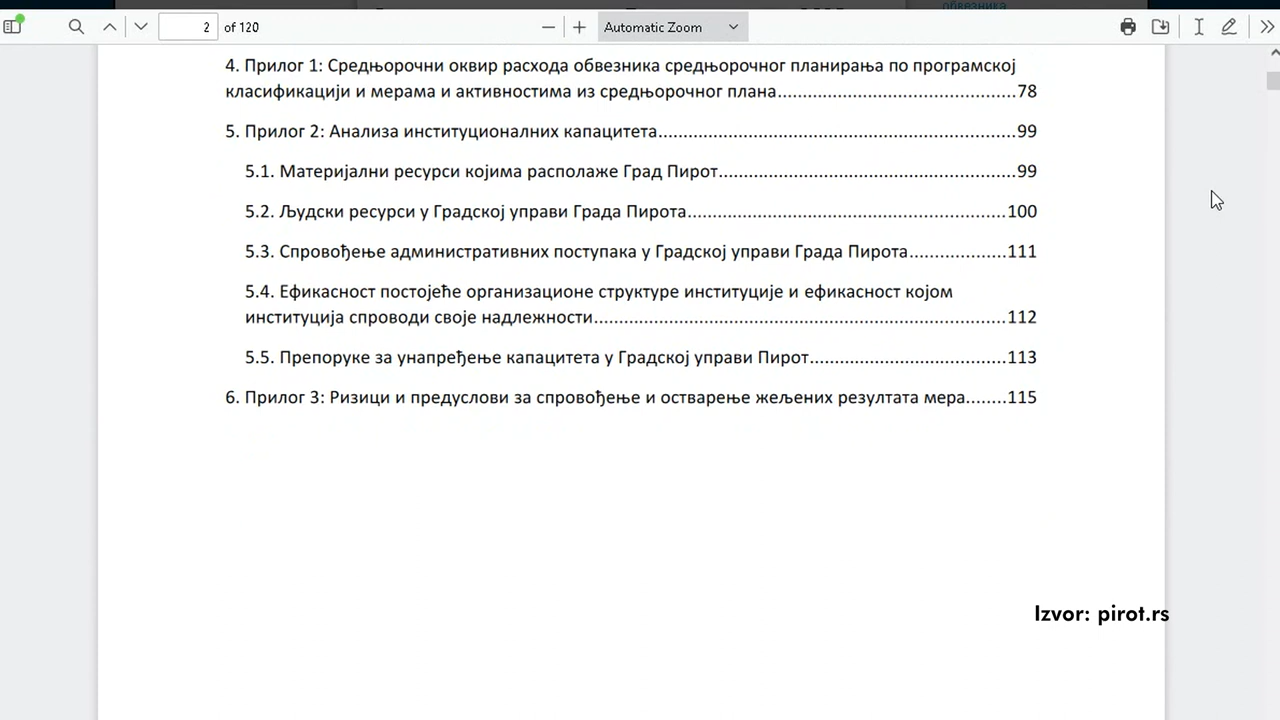 обвезника
2 of 120
Automatic Zoom
4. Прилог 1: Средњорочни оквир расхода обвезника средњорочног планирања по програмској
класификацији и мерама и активностима из средњорочног плана..........................................78
5. Прилог 2: Анализа институционалних капацитета..............................................................99
5.1. Материјални ресурси којима располаже Град Пирот...................................................99
5.2. Људски ресурси у Градској управи Града Пирота.......................................................100
5.3. Спровођење административних поступака у Градској управи Града Пирота.................111
5.4. Ефикасност постојеће организационе структуре институције и ефикасност којом
институција спроводи своје надлежности........................................................................112
5.5. Препоруке за унапређење капацитета у Градској управи Пирот..................................113
6. Прилог 3: Ризици и предуслови за спровођење и остварење жељених резултата мера........115
Izvor: pirot.rs